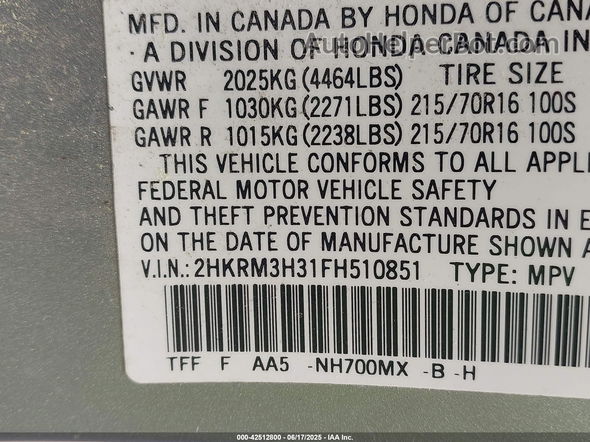 MFD. IN CANADA BY HONDA OF CANA
· A DIVISION OF HONDA CANADA IN
AutoHelperBot.com
GVWR 2025KG (4464LBS) TIRE SIZE
GAWR F 1030KG (2271LBS) 215/70R16 100S
GAWR R 1015KG (2238LBS) 215/70R16 100S
THIS VEHICLE CONFORMS TO ALL APPLI
FEDERAL MOTOR VEHICLE SAFETY
AND THEFT PREVENTION STANDARDS IN E
ON THE DATE OF MANUFACTURE SHOWN A
V.I.N.: 2HKRM3H31FH510851 TYPE: MPV
TFF F AA5 -NH700MX -B -H
000-42512800 - 06/17/2025 - IAA Inc.